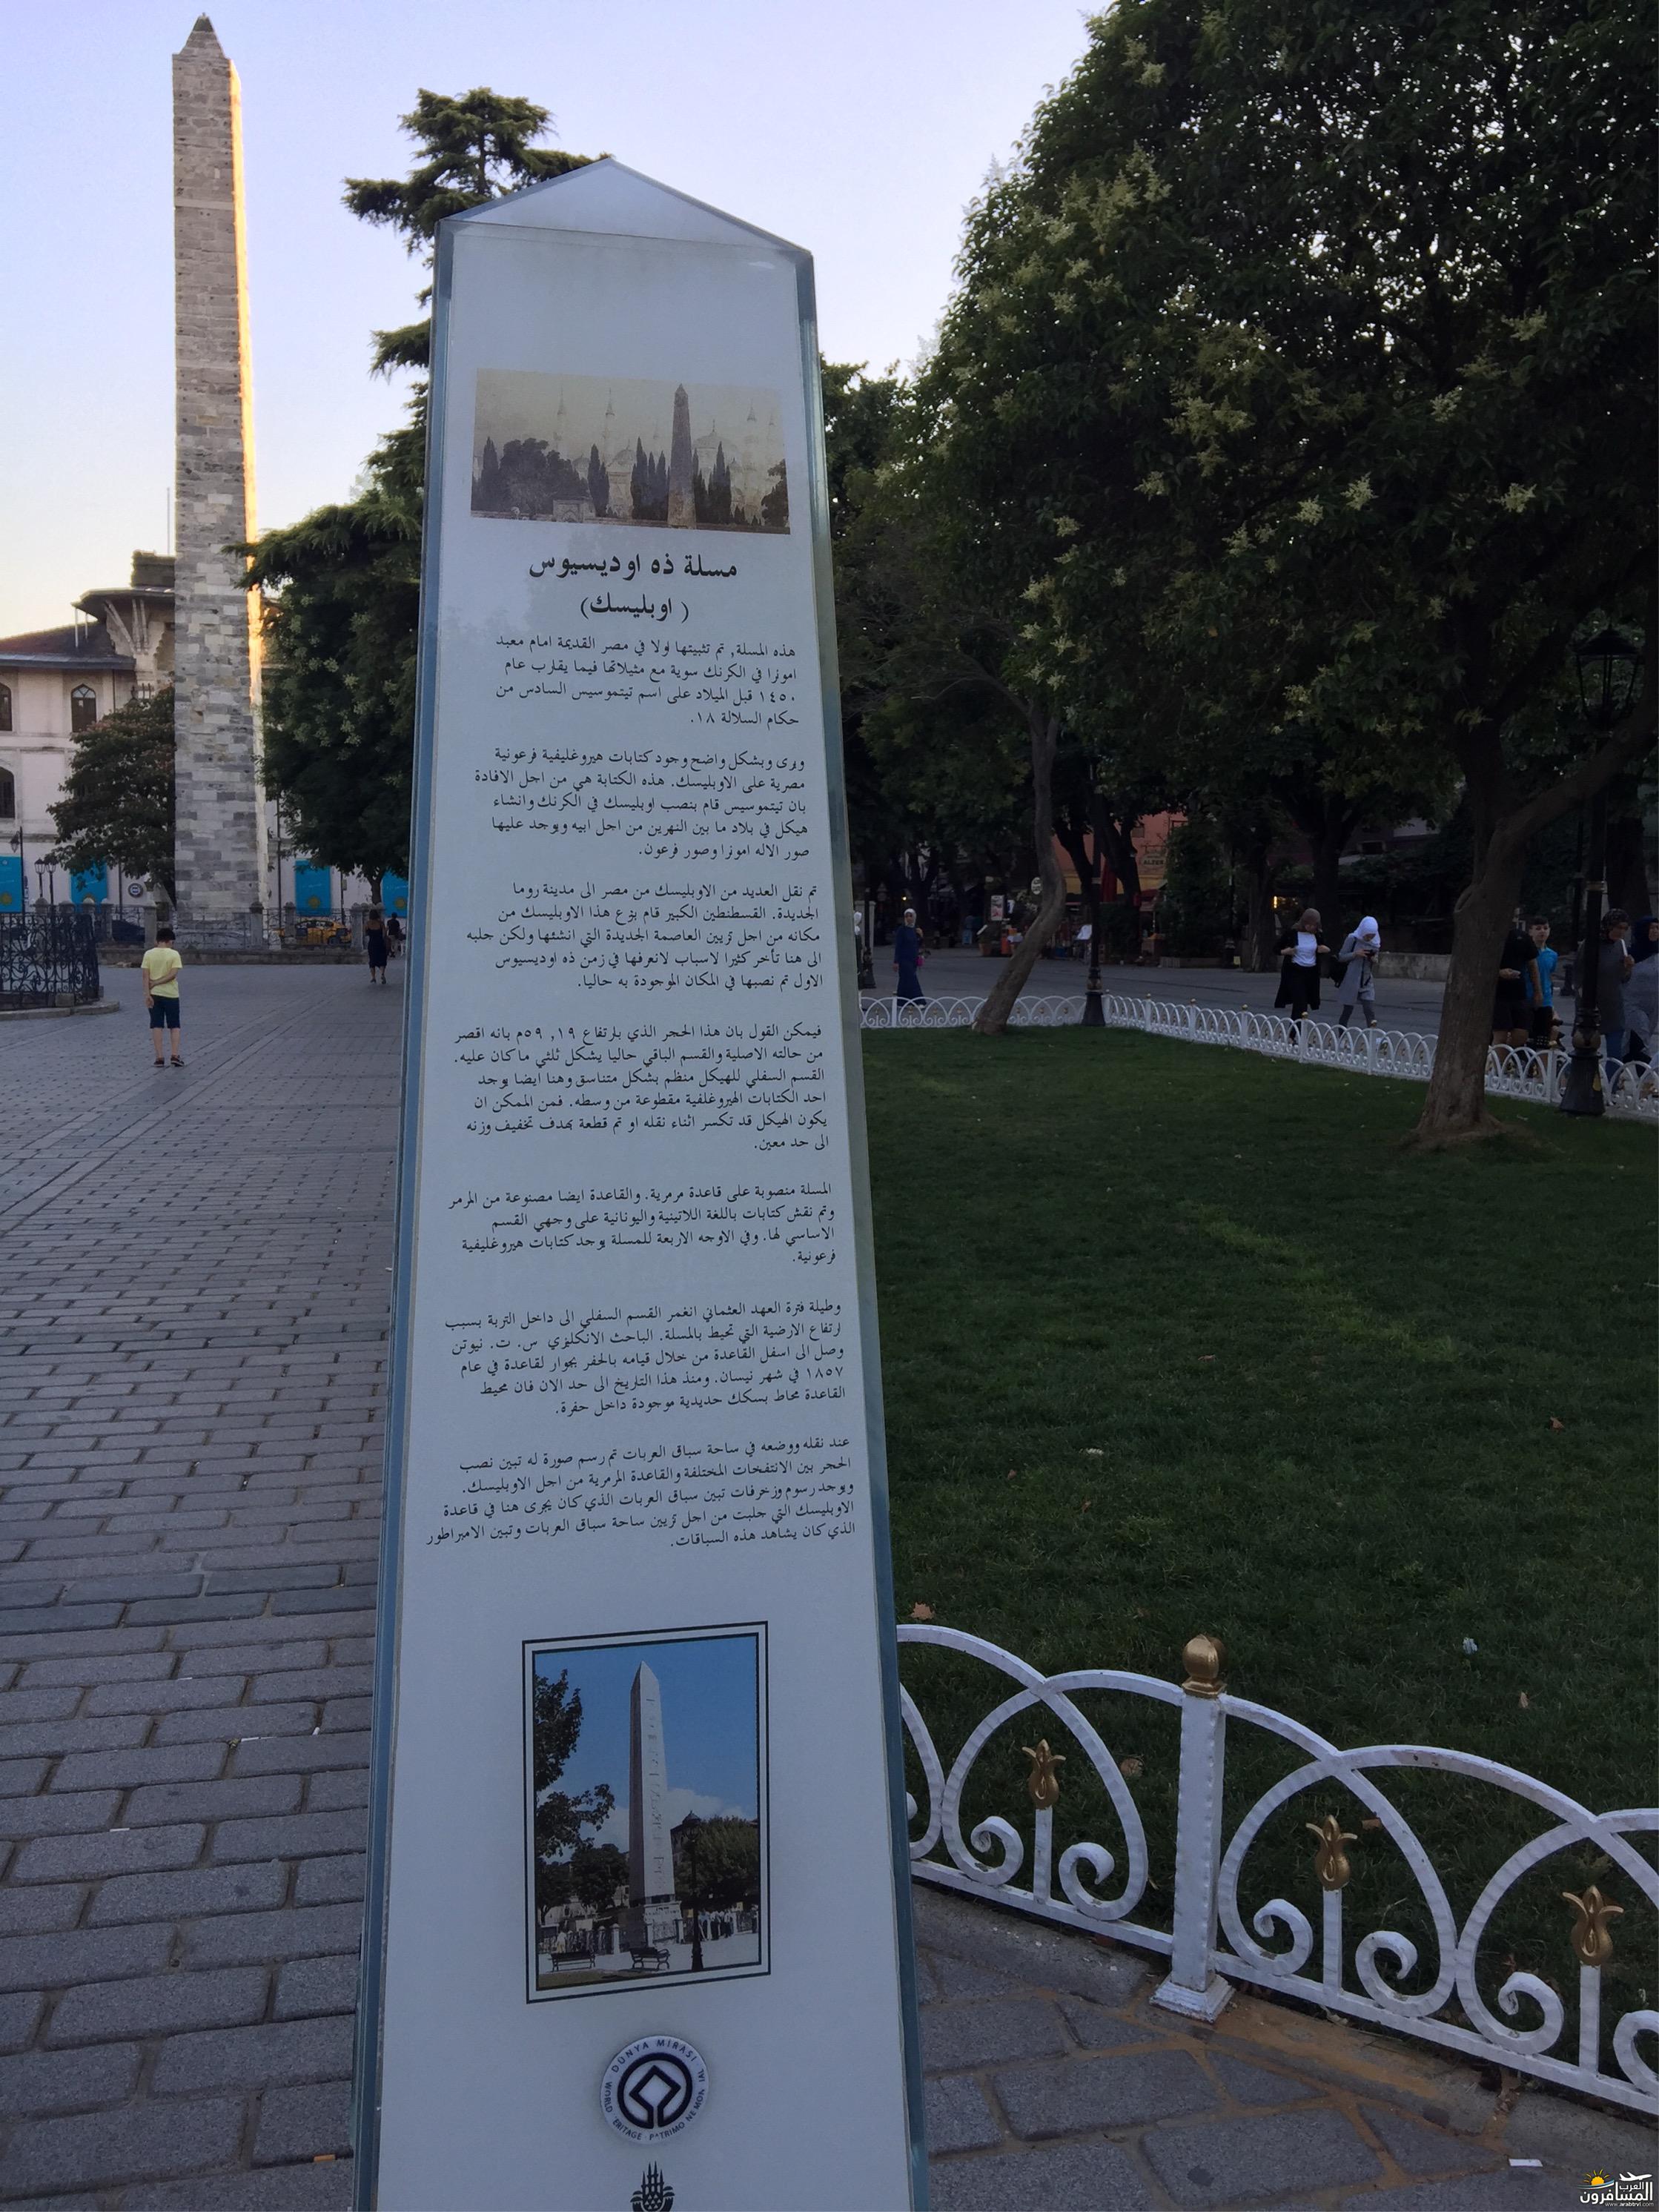 مسلة ذه اوديسيوس
( اوبليسك)
هذه المسلة, تم تثبيتها اولا في مصر القديمة امام معبد
امونرا في الكرنك سوية مع مثيلاتها فيما يقارب عام
١٤٥٠ قبل الميلاد على اسم تيتموسيس السادس من
حكام السلالة ١٨.
ويرى وبشكل واضح وجود كتابات هيروغليفية فرعونية
مصرية على الاوبليسك. هذه الكتابة هي من اجل الافادة
بان تيتموسيس قام بنصب اوبليسك في الكرنك وانشاء
هيكل في بلاد ما بين النهرين من اجل ابيه ويوجد عليها
صور الاله امونرا وصور فرعون.
تم نقل العديد من الاوبليسك من مصر الى مدينة روما
الجديدة. القسطنطين الكبير قام بنزع هذا الاوبليسك من
مكانه من اجل تزيين العاصمة الجديدة التي انشئها ولكن جلبه
الى هنا تأخر كثيرا لاسباب لانعرفها في زمن ذه اوديسيوس
الاول تم نصبها في المكان الموجودة به حاليا.
فيمكن القول بان هذا الحجر الذي بارتفاع ١٩, ٥٩م بانه اقصر
من حالته الاصلية والقسم الباقي حاليا يشكل ثلثي ماكان عليه.
القسم السفلي للهيكل منظم بشكل متناسق وهنا ايضا يوجد
احد الكتابات الهيروغلفية مقطوعة من وسطه. فمن الممكن ان
يكون الهيكل قد تكسر اثناء نقله او تم قطعة بهدف تخفيف وزنه
الى حد معين.
المسلة منصوبة على قاعدة مرمرية. والقاعدة ايضا مصنوعة من المرمر
وتم نقش كتابات باللغة اللاتينية واليونانية على وجهي القسم
الاساسي لها. وفي الاوجه الاربعة للمسلة يوجد كتابات هيروغليفية
فرعونية.
وطيلة فترة العهد العثماني انغمر القسم السفلي الى داخل التربة بسبب
ارتفاع الارضية التي تحيط بالمسلة. الباحث الانكليزي س. ت. نيوتن
وصل الى اسفل القاعدة من خلال قيامه بالحفر بجوار لقاعدة في عام
١٨٥٧ في شهر نيسان. ومنذ هذا التاريخ الى حد الان فان محيط
القاعدة محاط بسكك حديدية موجودة داخل حفرة.
عند نقله ووضعه في ساحة سباق العربات تم رسم صورة له تبين نصب
الحجر بين الانتفخات المختلفة والقاعدة المرمرية من اجل الاوبليسك.
ويوجد رسوم وزخرفات تبين سباق العربات الذي كان يجرى هنا في قاعدة
الاوبليسك التي جلبت من اجل تزيين ساحة سباق العربات وتبين الامبراطور
الذي كان يشاهد هذه السباقات.
DÜNYA MİRASI
WORLD HERITAGE · PATRIMOINE MONDIAL
العرب
المسافرون
www.arabtrvl.com